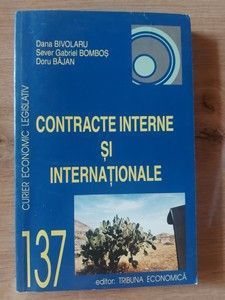 Dana BIVOLARU
Sever Gabriel BOMBOȘ
Doru BĂJAN
CURIER ECONOMIC LEGISLATIV
CONTRACTE INTERNE
ȘI
INTERNAȚIONALE
137
editor: TRIBUNA ECONOMICĂ